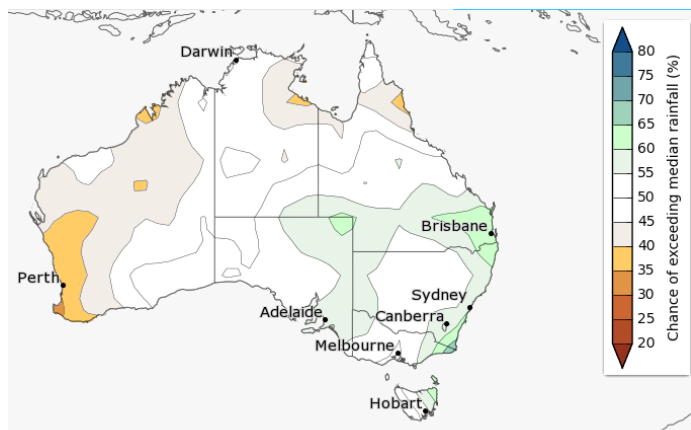 Darwin
Brisbane
Perth
Sydney
Adelaide
Canberra
Melbourne
Hobart
80
75
70
65
60
55
50
45
40
35
30
25
20
Chance of exceeding median rainfall (%)